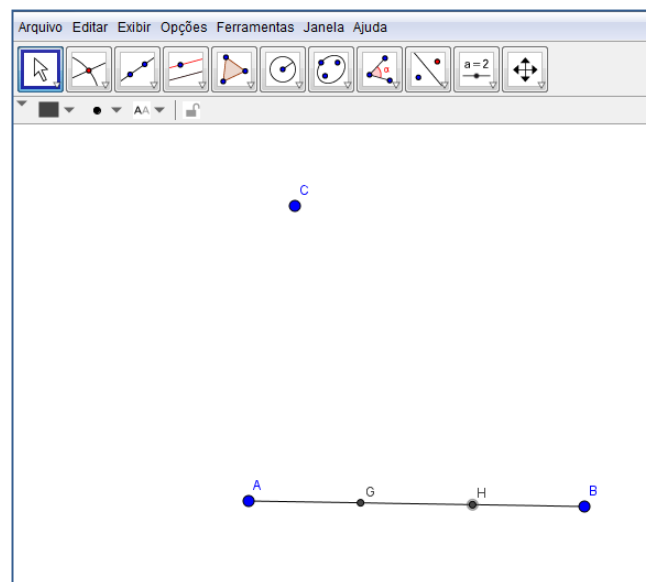 Arquivo Editar Exibir Opções Ferramentas Janela Ajuda
α a = 2
AA
C
A G H B